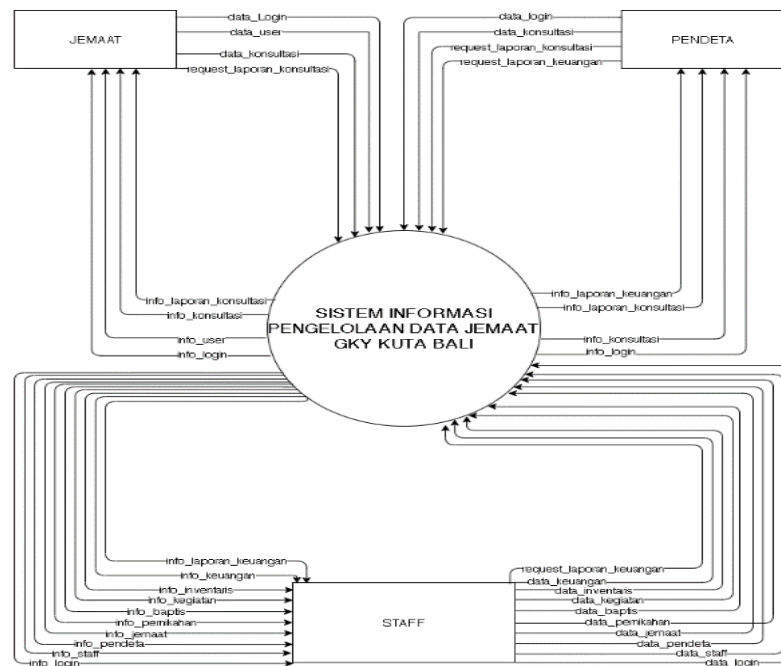 data_Login
data_user
data_konsultasi
request_laporan_konsultasi
JEMAAT
data_login
data_konsultasi
request_laporan_konsultasi
request_laporan_keuangan
PENDETA
info_laporan_konsultasi
info_konsultasi
info_user
info_login
SISTEM INFORMASI
PENGELOLAAN DATA JEMAAT
GKY KUTA BALI
info_laporan_keuangan
info_laporan_konsultasi
info_konsultasi
info_login
info_laporan_keuangan
info_keuangan
info_inventaris
info_kegiatan
info_baptis
info_pernikahan
info_jemaat
info_pendeta
info_staff
info_login
STAFF
request_laporan_keuangan
data_keuangan
data_inventaris
data_kegiatan
data_baptis
data_pernikahan
data_jemaat
data_pendeta
data_staff
data_login